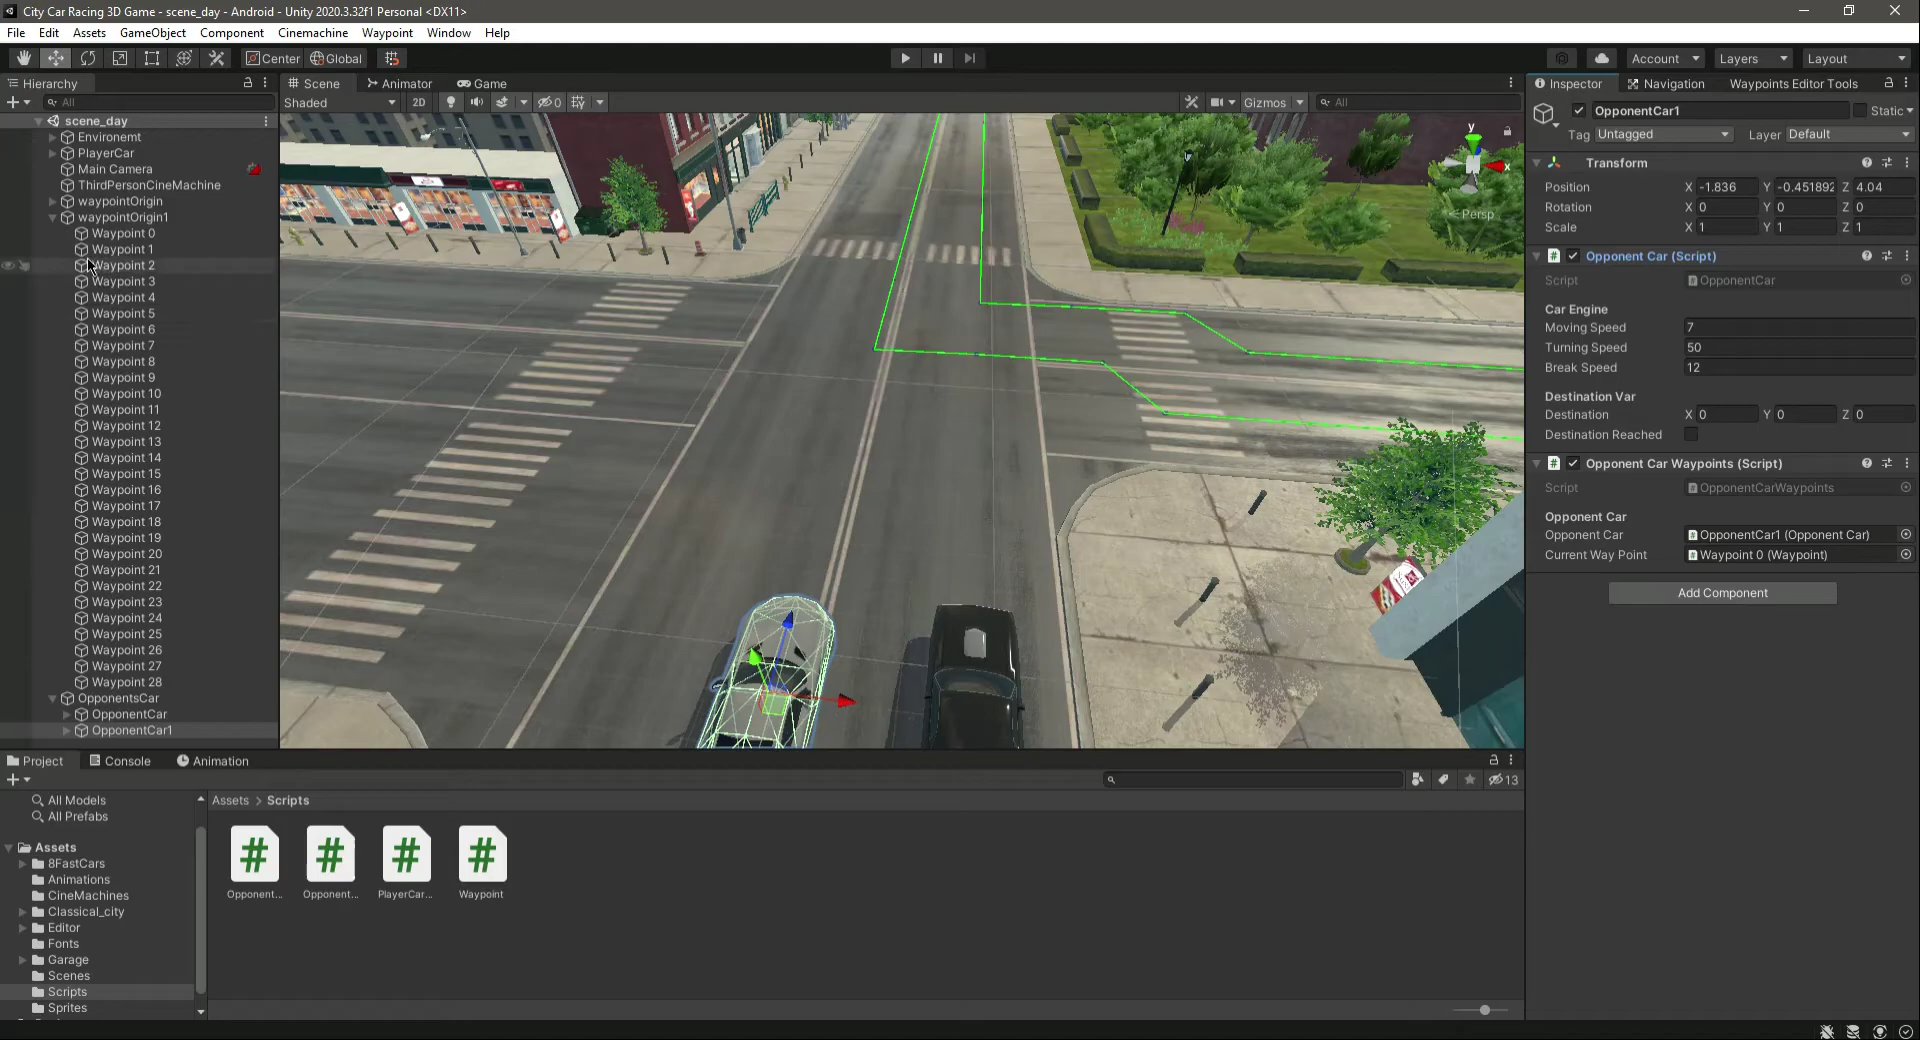 City Car Racing 3D Game - scene_day - Android - Unity 2020.3.32f1 Personal <DX11>
File Edit Assets GameObject Component Cinemachine Waypoint Window Help
Center Global Account Layers Layout
Hierarchy
All
scene_day
Environemt
PlayerCar
Main Camera
ThirdPersonCineMachine
waypointOrigin
waypointOrigin1
Waypoint 0
Waypoint 1
Waypoint 2
Waypoint 3
Waypoint 4
Waypoint 5
Waypoint 6
Waypoint 7
Waypoint 8
Waypoint 9
Waypoint 10
Waypoint 11
Waypoint 12
Waypoint 13
Waypoint 14
Waypoint 15
Waypoint 16
Waypoint 17
Waypoint 18
Waypoint 19
Waypoint 20
Waypoint 21
Waypoint 22
Waypoint 23
Waypoint 24
Waypoint 25
Waypoint 26
Waypoint 27
Waypoint 28
OpponentsCar
OpponentCar
OpponentCar1
Scene Animator Game
Shaded 2D 0 Gizmos All
y
x
Persp
Inspector Navigation Waypoints Editor Tools
OpponentCar1 Static
Tag Untagged Layer Default
Transform
Position X -1.836 Y -0.451892 Z 4.04
Rotation X 0 Y 0 Z 0
Scale X 1 Y 1 Z 1
Opponent Car (Script)
Script OpponentCar
Car Engine
Moving Speed 7
Turning Speed 50
Break Speed 12
Destination Var
Destination X 0 Y 0 Z 0
Destination Reached
Opponent Car Waypoints (Script)
Script OpponentCarWaypoints
Opponent Car
Opponent Car OpponentCar1 (Opponent Car)
Current Way Point Waypoint 0 (Waypoint)
Add Component
Project Console Animation
13
All Models
All Prefabs
Assets
8FastCars
Animations
CineMachines
Classical_city
Editor
Fonts
Garage
Scenes
Scripts
Sprites
Assets > Scripts
Opponent... Opponent... PlayerCar... Waypoint